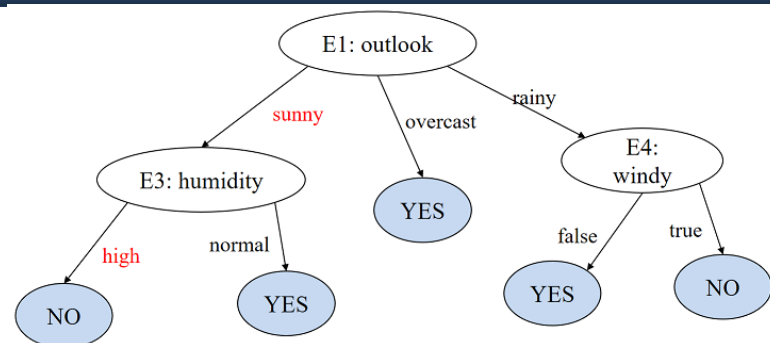 E1: outlook
sunny
overcast
rainy
E3: humidity
YES
E4:
windy
high
normal
false
true
NO
YES
YES
NO